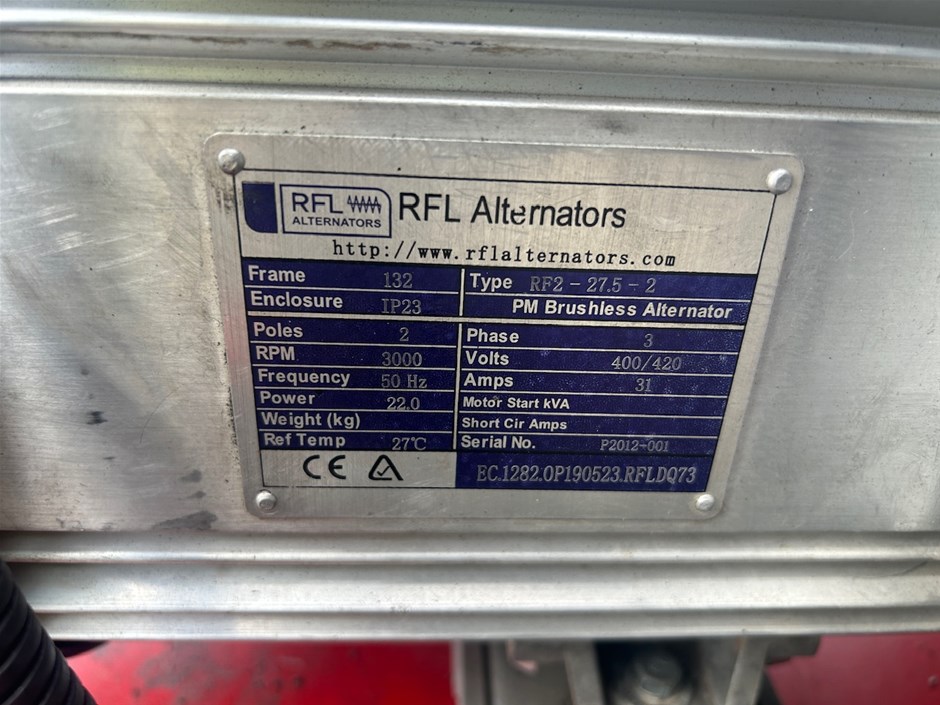 RFL
ALTERNATORS
RFL Alternators
http://www.rflalternators.com
Frame 132
Type RF2 - 27.5 - 2
Enclosure IP23
PM Brushless Alternator
Poles 2
Phase 3
RPM 3000
Volts 400/420
Frequency 50 Hz
Amps 31
Power 22.0
Motor Start kVA
Weight (kg)
Short Cir Amps
Ref Temp 27℃
Serial No. P2012-001
CE
EC.1282.0P190523.RFLDQ73